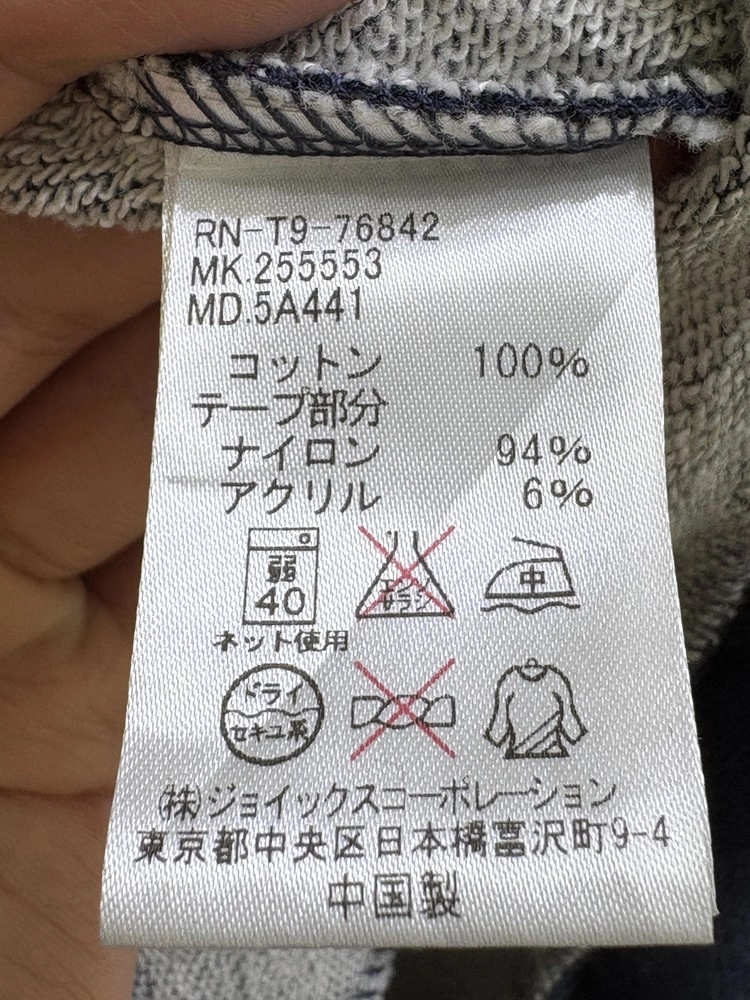 RN-T9-76842
MK.255553
MD.5A441
コットン 100%
テープ部分
ナイロン 94%
アクリル 6%
弱
40
エンソ
サラシ
中
ネット使用
ドライ
セキユ系
(株)ジョイックスコーポレーション
東京都中央区日本橋富沢町9-4
中国製